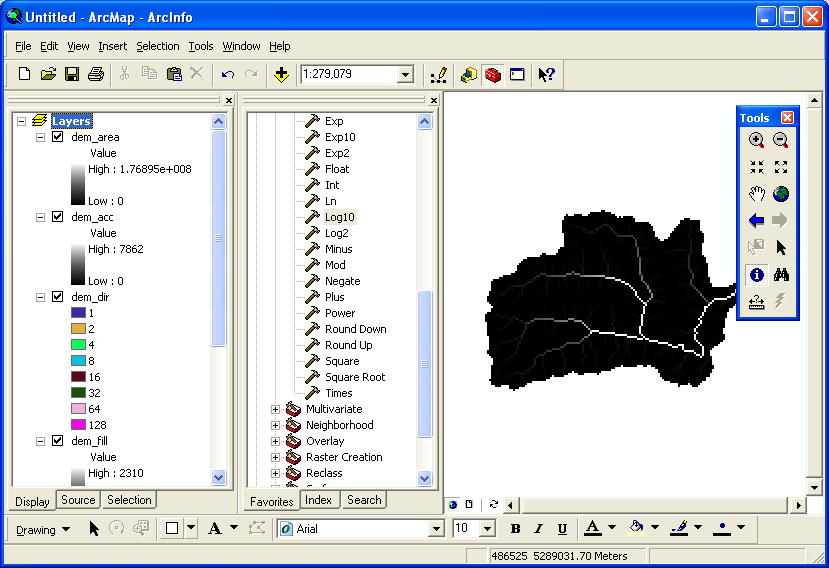 Untitled - ArcMap - ArcInfo
File Edit View Insert Selection Tools Window Help
1:279,079
Layers
dem_area
Value
High : 1.76895e+008
Low : 0
dem_acc
Value
High : 7862
Low : 0
dem_dir
1
2
4
8
16
32
64
128
dem_fill
Value
High : 2310
Display Source Selection
Exp
Exp10
Exp2
Float
Int
Ln
Log10
Log2
Minus
Mod
Negate
Plus
Power
Round Down
Round Up
Square
Square Root
Times
Multivariate
Neighborhood
Overlay
Raster Creation
Reclass
Favorites Index Search
Tools
Drawing A Arial 10 B I U A
486525 5289031.70 Meters